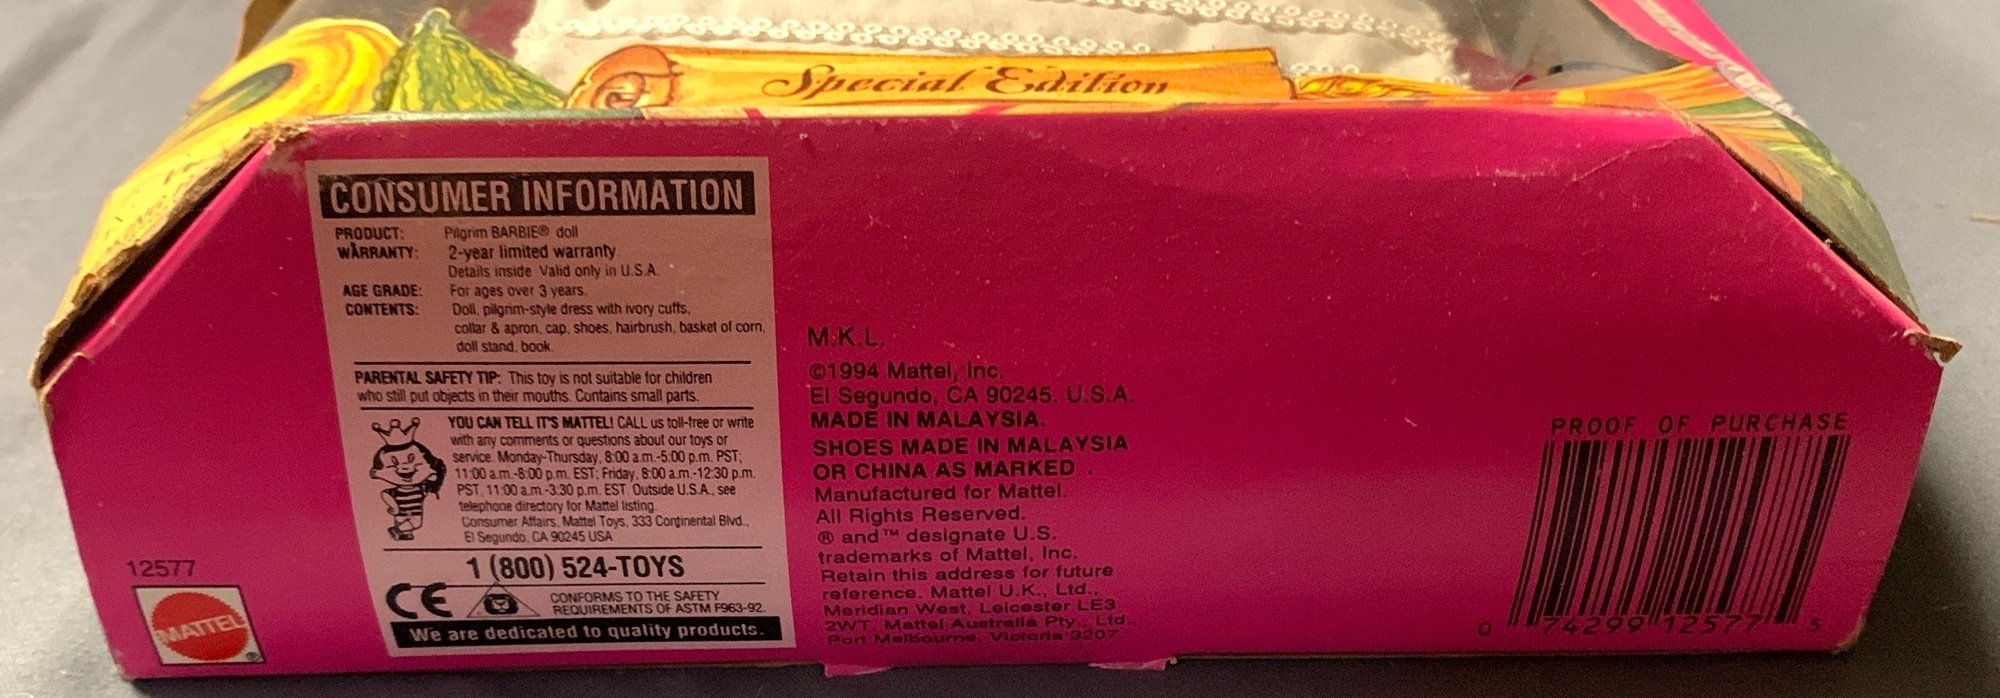 Special Edition
CONSUMER INFORMATION
PRODUCT: Pilgrim BARBIE® doll
WARRANTY: 2-year limited warranty
Details inside Valid only in U.S.A.
AGE GRADE: For ages over 3 years.
CONTENTS: Doll, pilgrim-style dress with ivory cuffs,
collar & apron, cap, shoes, hairbrush, basket of corn,
doll stand, book.
PARENTAL SAFETY TIP: This toy is not suitable for children
who still put objects in their mouths. Contains small parts.
YOU CAN TELL IT'S MATTEL! CALL us toll-free or write
with any comments or questions about our toys or
service. Monday-Thursday, 8:00 a.m.-5:00 p.m. PST,
11:00 a.m.-8:00 p.m. EST; Friday, 8:00 a.m.-12:30 p.m.
PST, 11:00 a.m.-3:30 p.m. EST. Outside U.S.A., see
telephone directory for Mattel listing.
Consumer Affairs, Mattel Toys, 333 Continental Blvd.,
El Segundo, CA 90245 USA
1 (800) 524-TOYS
CE
CONFORMS TO THE SAFETY
REQUIREMENTS OF ASTM F963-92.
We are dedicated to quality products.
12577
MATTEL®
M.K.L.
©1994 Mattel, Inc.
El Segundo, CA 90245. U.S.A.
MADE IN MALAYSIA.
SHOES MADE IN MALAYSIA
OR CHINA AS MARKED .
Manufactured for Mattel.
All Rights Reserved.
® and ™ designate U.S.
trademarks of Mattel, Inc.
Retain this address for future
reference. Mattel U.K., Ltd.,
Meridian West, Leicester LE3
2WT. Mattel Australia Pty., Ltd.,
Port Melbourne, Victoria 3207
PROOF OF PURCHASE
0 74299 12577 5